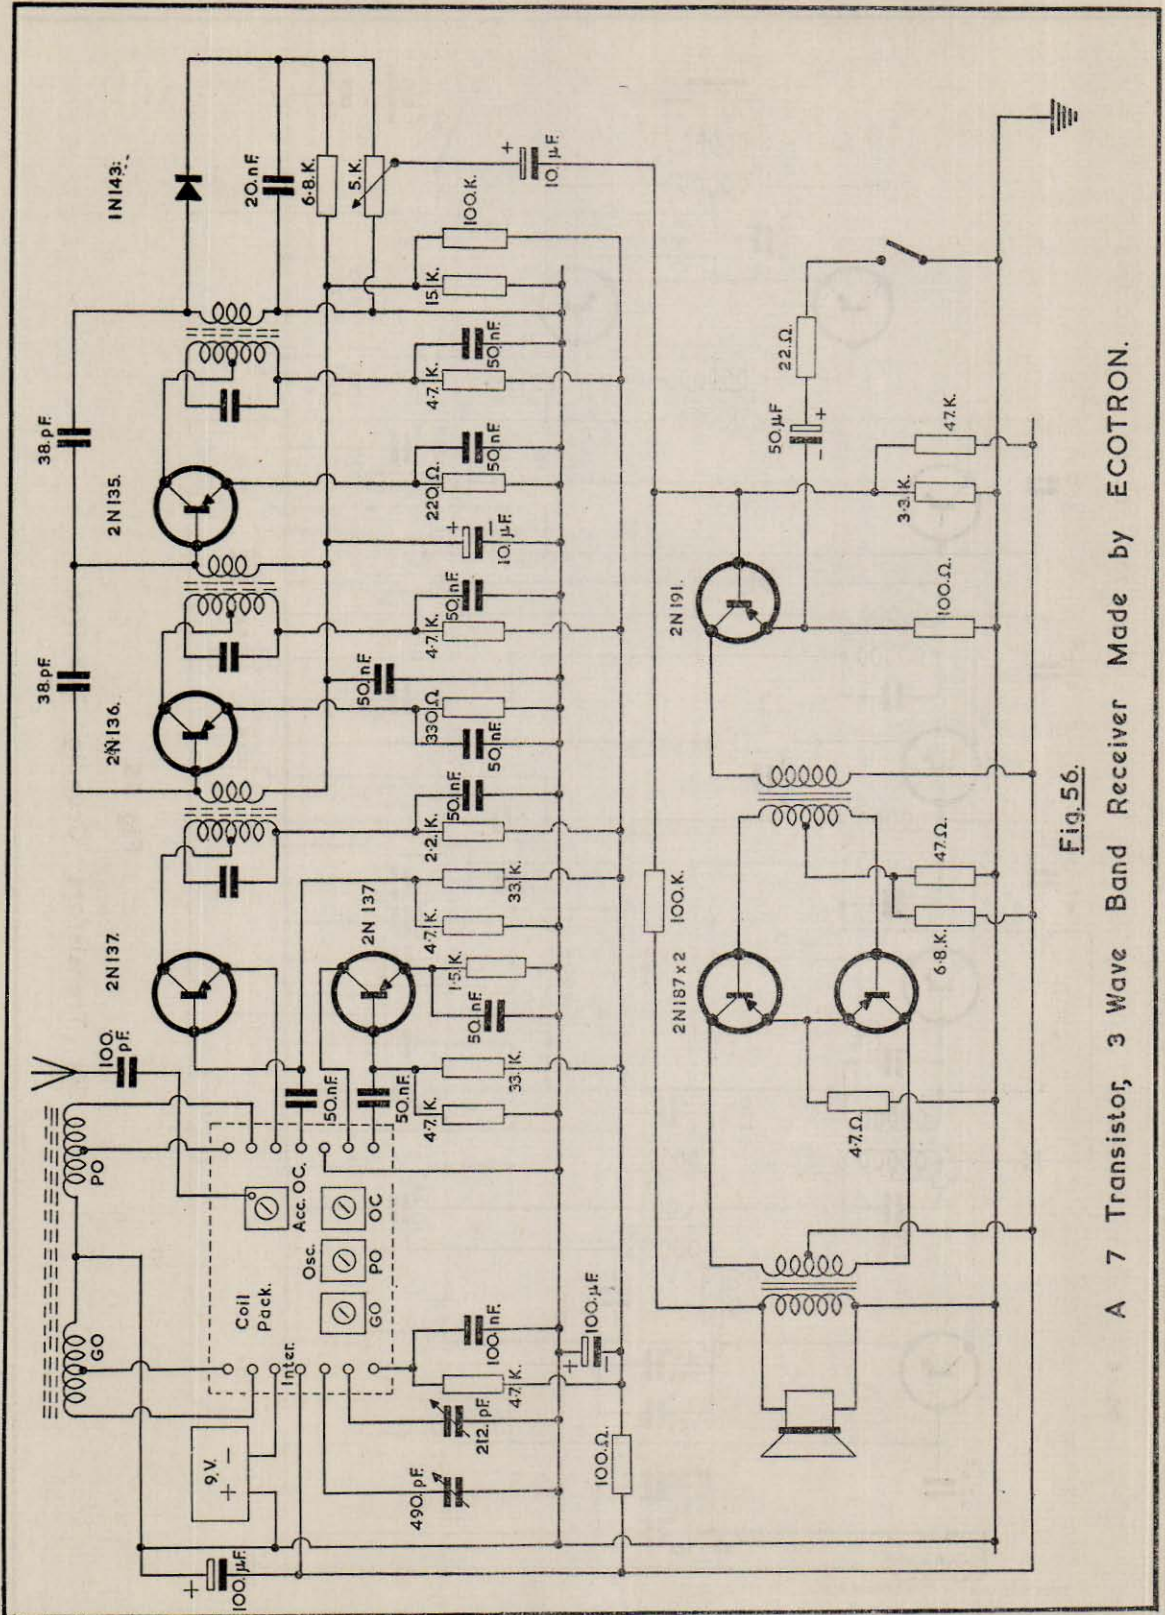 PO
GO
100.
pF.
2N137.
38.pF.
2N136.
38.pF.
2N135.
1N143.
20.nF.
6·8.K.
5.K.
10.µF.
+
9.V.
+ −
Coil
Pack.
Inter.
Osc.
Acc. O.C.
GO
PO
OC
50.nF.
50.nF.
2N 137
+
100.µF.
490.pF.
212. pF.
47.K.
100.nF.
4·7.K.
33.K.
50.nF.
1·5.K.
4·7.K.
33.K.
2·2.K.
50.nF.
50.nF.
330.Ω
50.nF.
4·7.K.
50.nF.
+
−
10.µF.
220.Ω.
50.nF.
4·7.K.
50.nF.
15.K.
100.K.
100.Ω.
+
−
100.µF.
100.K.
2N187x2
4·7.Ω.
6·8.K.
47.Ω.
2N191.
50.µF
−
+
22.Ω.
100.Ω.
3·3.K.
47.K.
Fig. 56.
A 7 Transistor, 3 Wave Band Receiver Made by ECOTRON.